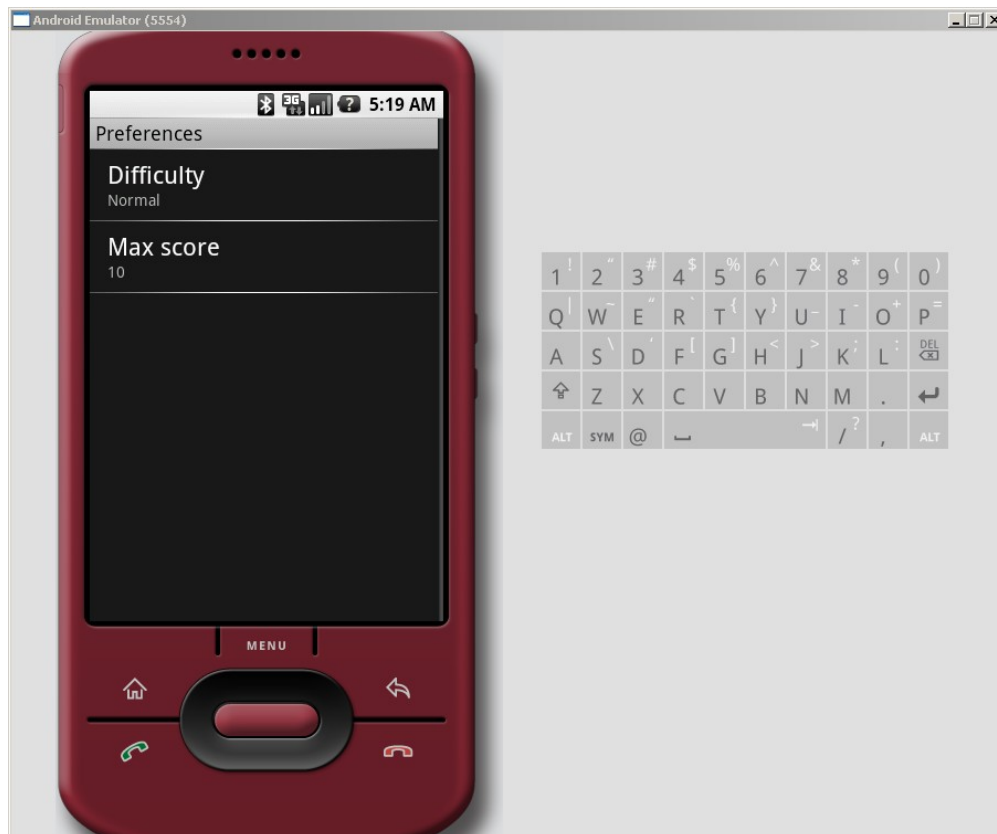 Android Emulator (5554)
3G 5:19 AM
Preferences
Difficulty
Normal
Max score
10
MENU
1 ! 2 “ 3 # 4 $ 5 % 6 ^ 7 & 8 * 9 ( 0 )
Q | W ~ E “ R ` T { Y } U _ I - O + P =
A S \ D ' F [ G ] H < J > K ; L : DEL
Z X C V B N M .
ALT SYM @ / ? , ALT